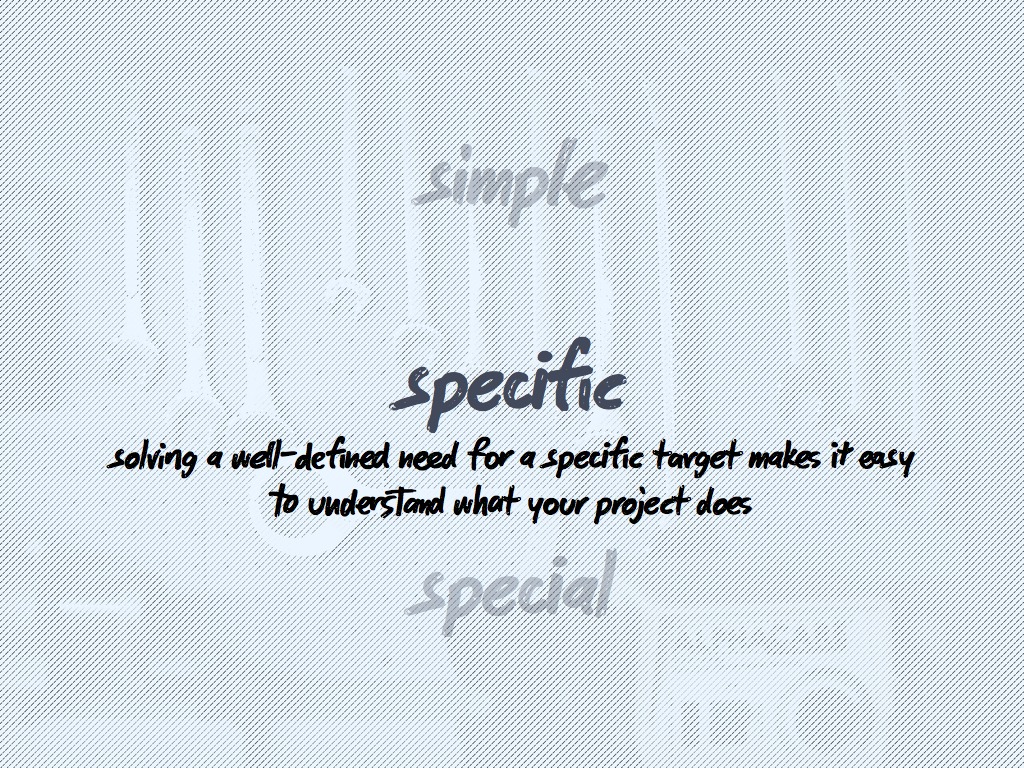 simple
specific
solving a well-defined need for a specific target makes it easy
to understand what your project does
special